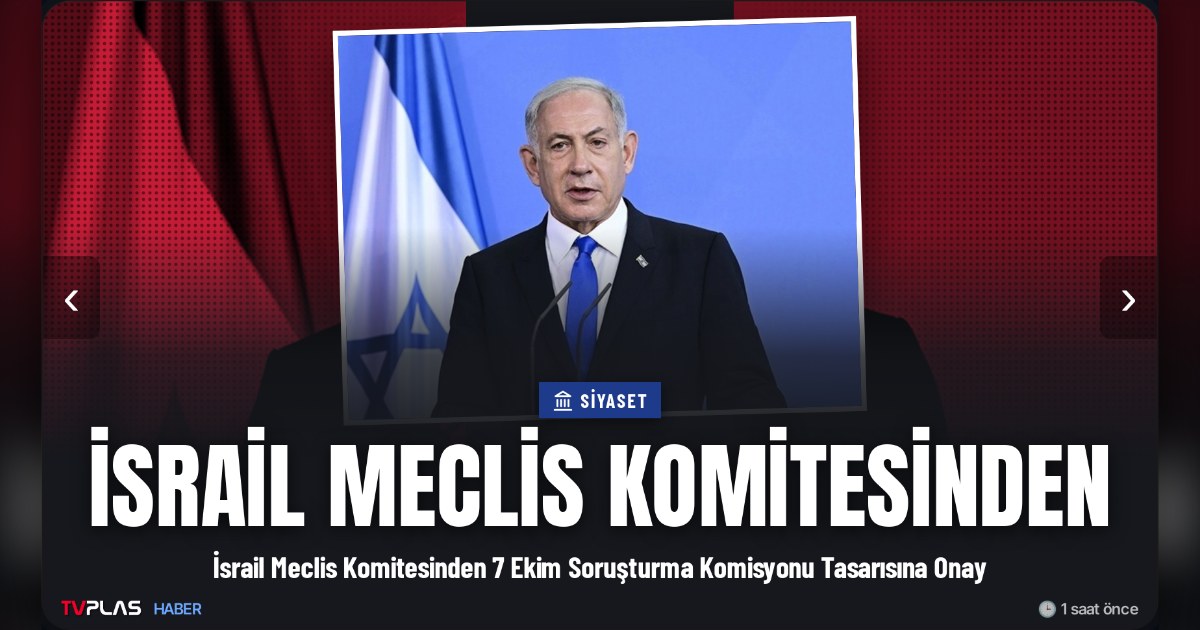 SİYASET
İSRAİL MECLİS KOMİTESİNDEN
İsrail Meclis Komitesinden 7 Ekim Soruşturma Komisyonu Tasarısına Onay
TVPLAS HABER
1 saat önce